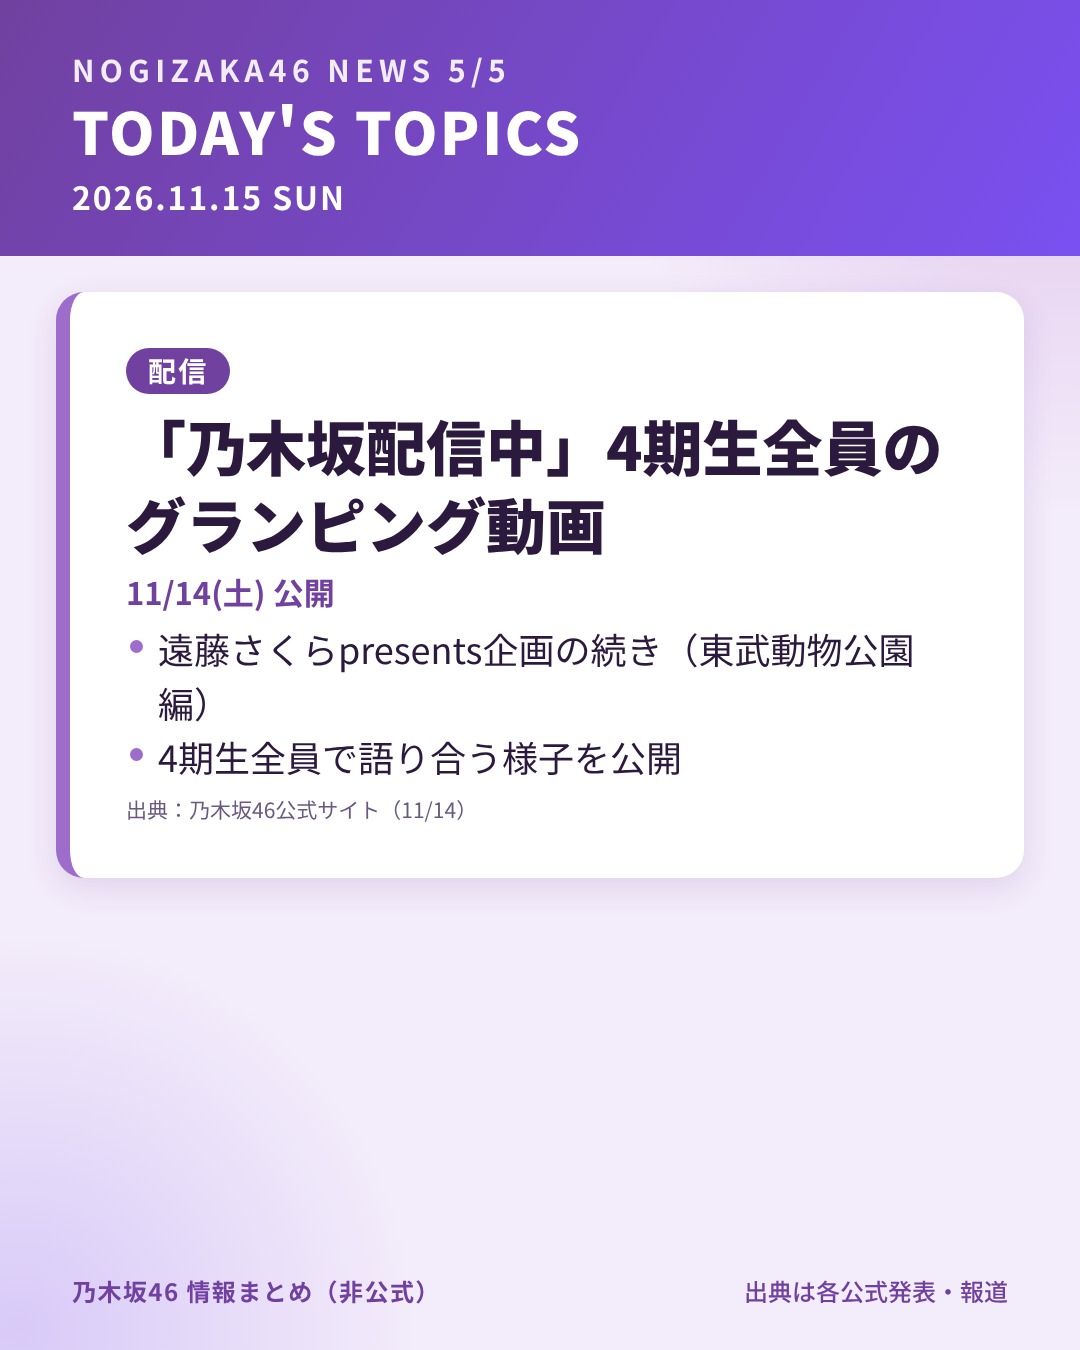 NOGIZAKA46 NEWS 5/5
TODAY'S TOPICS
2026.11.15 SUN
配信
「乃木坂配信中」4期生全員の
グランピング動画
11/14(土) 公開
• 遠藤さくらpresents企画の続き（東武動物公園
編）
• 4期生全員で語り合う様子を公開
出典：乃木坂46公式サイト（11/14）
乃木坂46 情報まとめ（非公式）
出典は各公式発表・報道